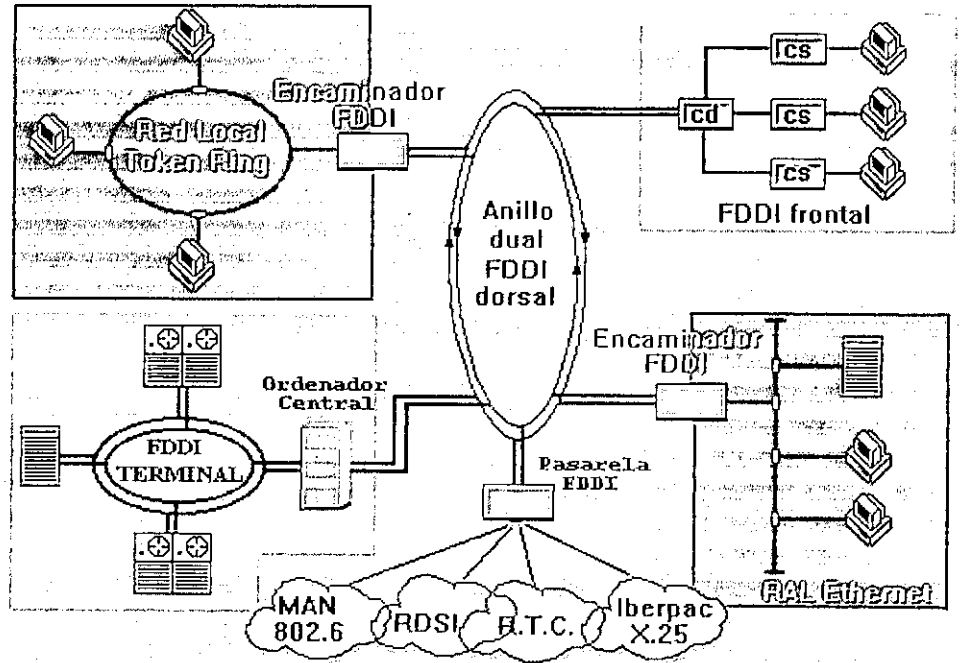 Red Local
Token Ring
Encaminador
FDDI
Anillo
dual
FDDI
dorsal
cd
cs
cs
cs
FDDI frontal
Ordenador
Central
FDDI
TERMINAL
Pasarela
FDDI
Encaminador
FDDI
RAL Ethernet
MAN
802.6
RDSI
R.T.C.
Iberpac
X.25